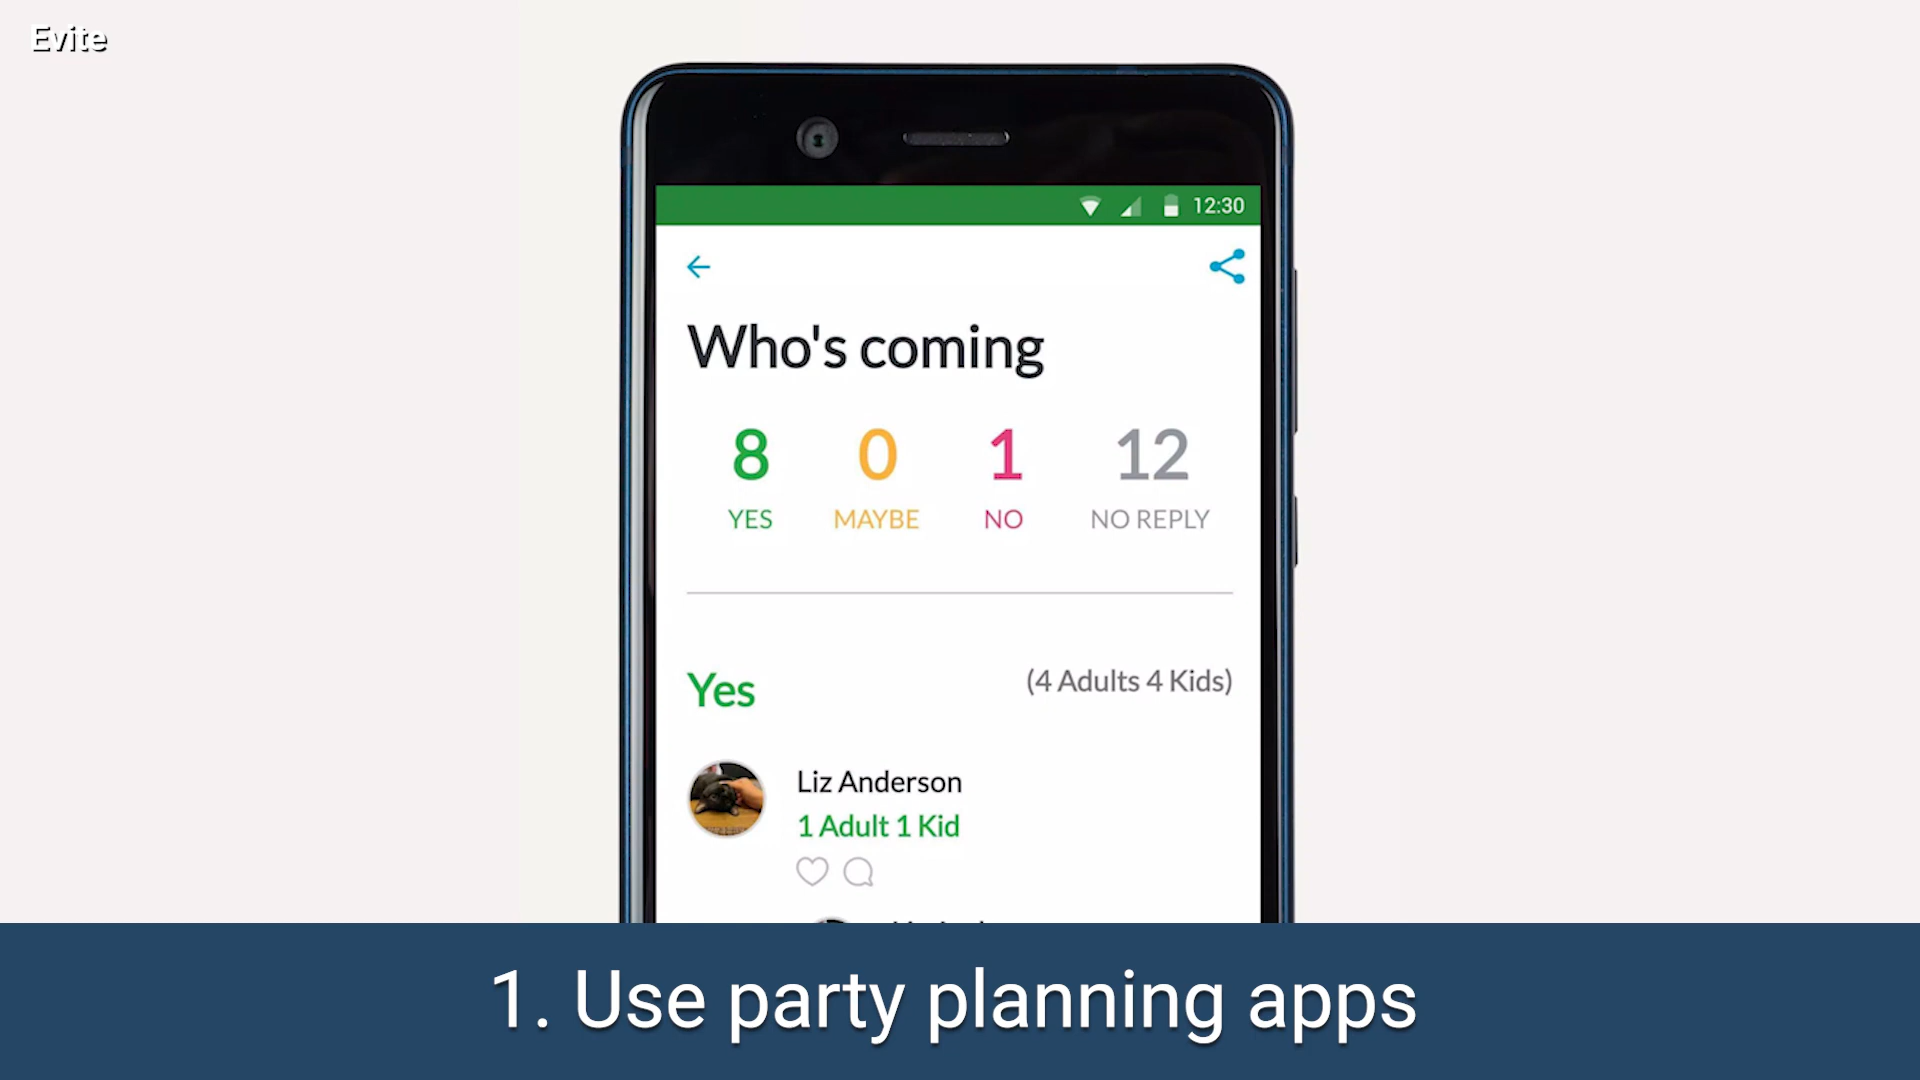 Evite
12:30
Who's coming
8 0 1 12
YES MAYBE NO NO REPLY
Yes (4 Adults 4 Kids)
Liz Anderson
1 Adult 1 Kid
1. Use party planning apps